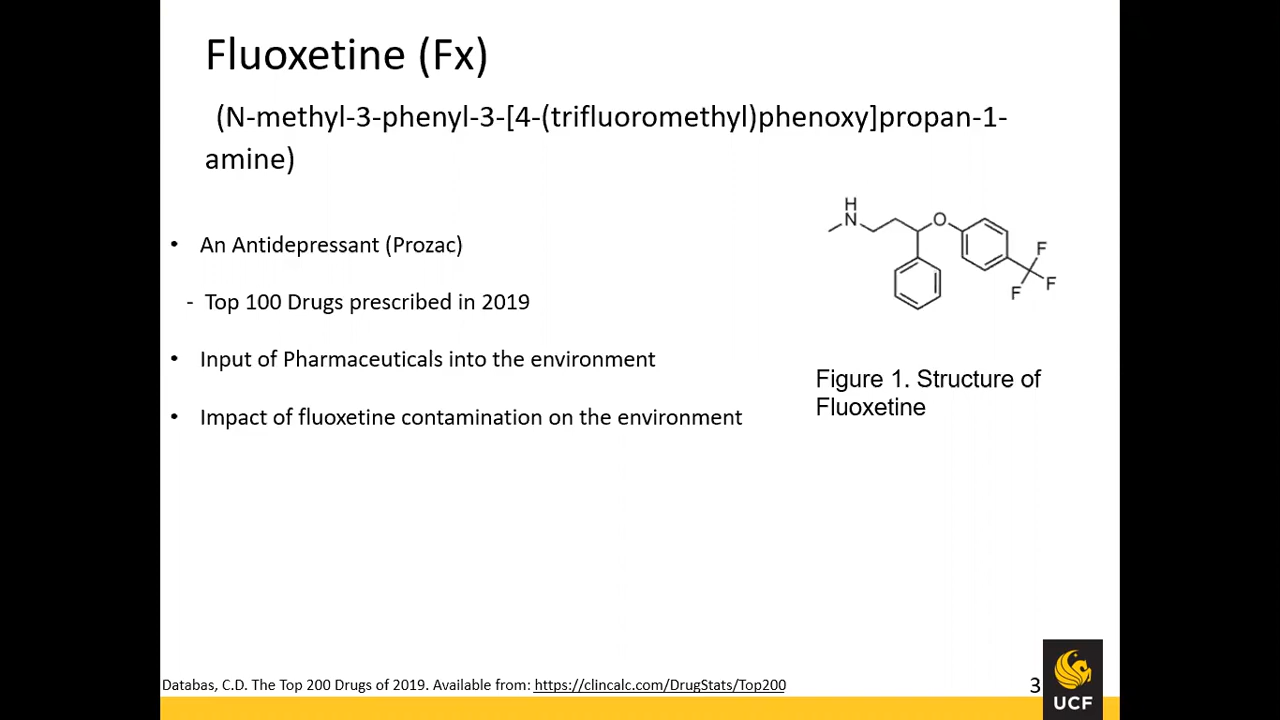 Fluoxetine (Fx)
(N-methyl-3-phenyl-3-[4-(trifluoromethyl)phenoxy]propan-1-
amine)
• An Antidepressant (Prozac)
- Top 100 Drugs prescribed in 2019
• Input of Pharmaceuticals into the environment
• Impact of fluoxetine contamination on the environment
H
N
O
F
F
F
Figure 1. Structure of
Fluoxetine
Databas, C.D. The Top 200 Drugs of 2019. Available from: https://clincalc.com/DrugStats/Top200
3
UCF